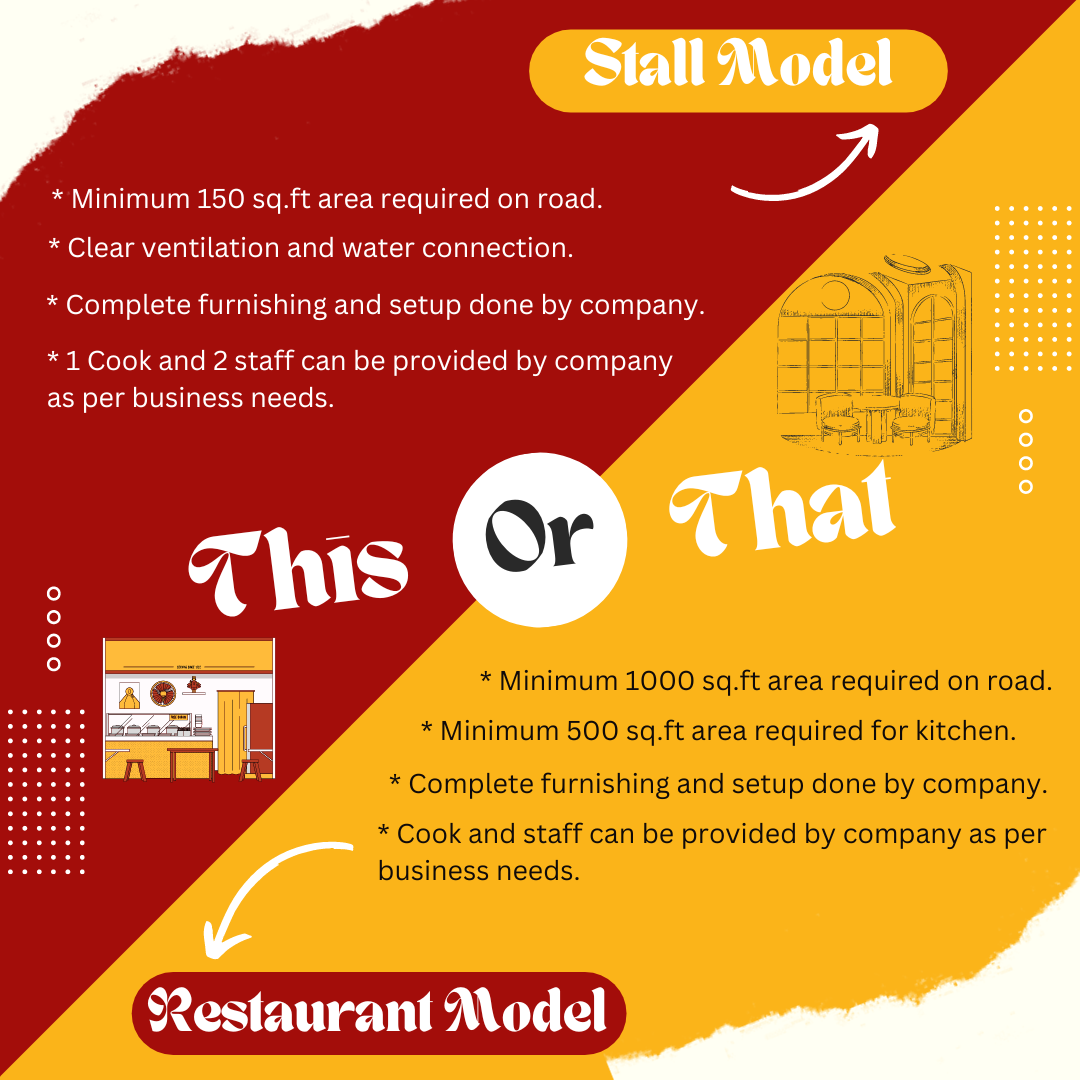 Stall Model
* Minimum 150 sq.ft area required on road.
* Clear ventilation and water connection.
* Complete furnishing and setup done by company.
* 1 Cook and 2 staff can be provided by company
as per business needs.
This Or That
* Minimum 1000 sq.ft area required on road.
* Minimum 500 sq.ft area required for kitchen.
* Complete furnishing and setup done by company.
* Cook and staff can be provided by company as per
business needs.
Restaurant Model